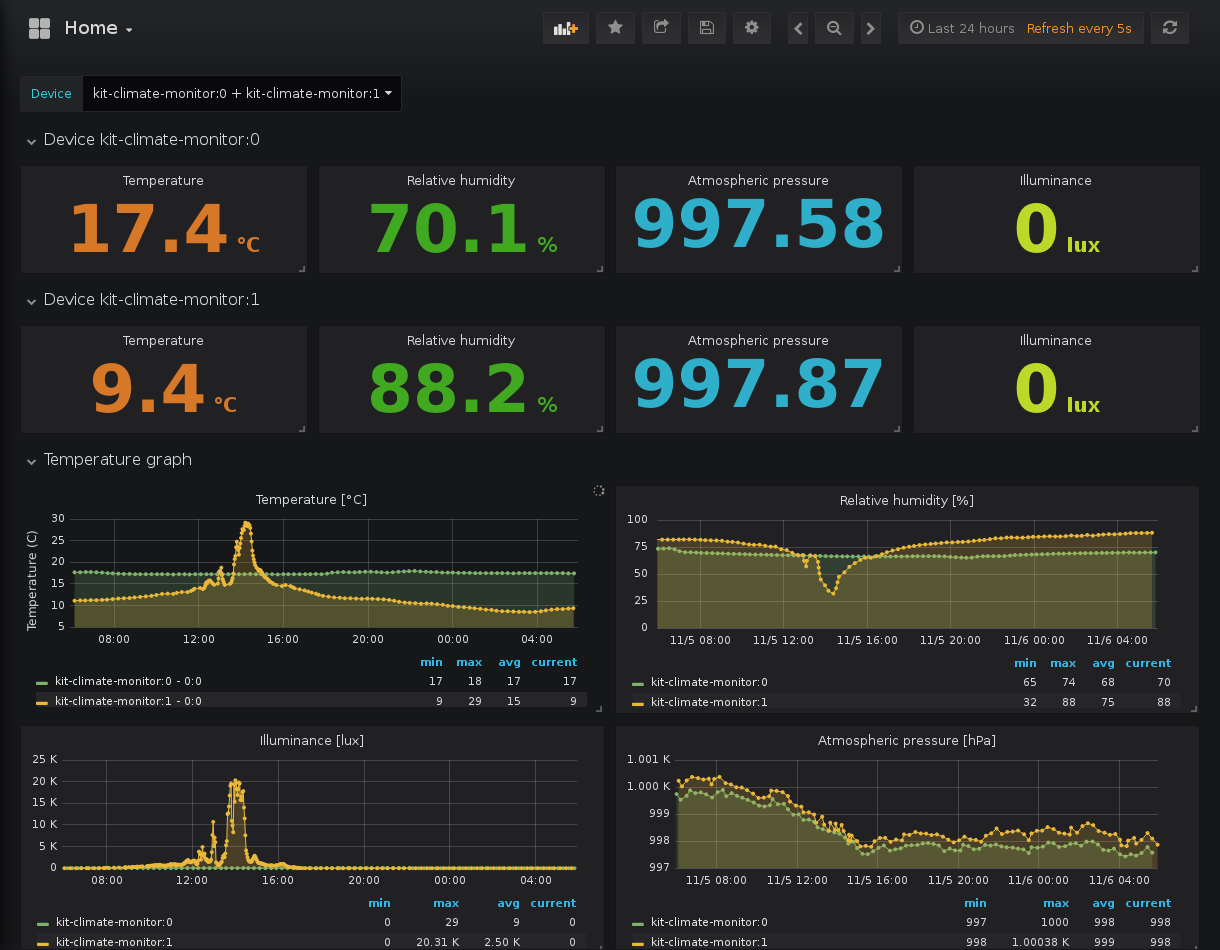 Home
Last 24 hours Refresh every 5s
Device kit-climate-monitor:0 + kit-climate-monitor:1
Device kit-climate-monitor:0
Temperature Relative humidity Atmospheric pressure Illuminance
17.4 °C 70.1 % 997.58 0 lux
Device kit-climate-monitor:1
Temperature Relative humidity Atmospheric pressure Illuminance
9.4 °C 88.2 % 997.87 0 lux
Temperature graph
Temperature [°C]
Temperature (C)
30
25
20
15
10
5
08:00 12:00 16:00 20:00 00:00 04:00
min max avg current
kit-climate-monitor:0 - 0:0 17 18 17 17
kit-climate-monitor:1 - 0:0 9 29 15 9
Relative humidity [%]
100
75
50
25
0
11/5 08:00 11/5 12:00 11/5 16:00 11/5 20:00 11/6 00:00 11/6 04:00
min max avg current
kit-climate-monitor:0 65 74 68 70
kit-climate-monitor:1 32 88 75 88
Illuminance [lux]
25 K
20 K
15 K
10 K
5 K
0
08:00 12:00 16:00 20:00 00:00 04:00
min max avg current
kit-climate-monitor:0 0 29 9 0
kit-climate-monitor:1 0 20.31 K 2.50 K 0
Atmospheric pressure [hPa]
1.001 K
1.000 K
999
998
997
11/5 08:00 11/5 12:00 11/5 16:00 11/5 20:00 11/6 00:00 11/6 04:00
min max avg current
kit-climate-monitor:0 997 1000 998 998
kit-climate-monitor:1 998 1.00038 K 999 998